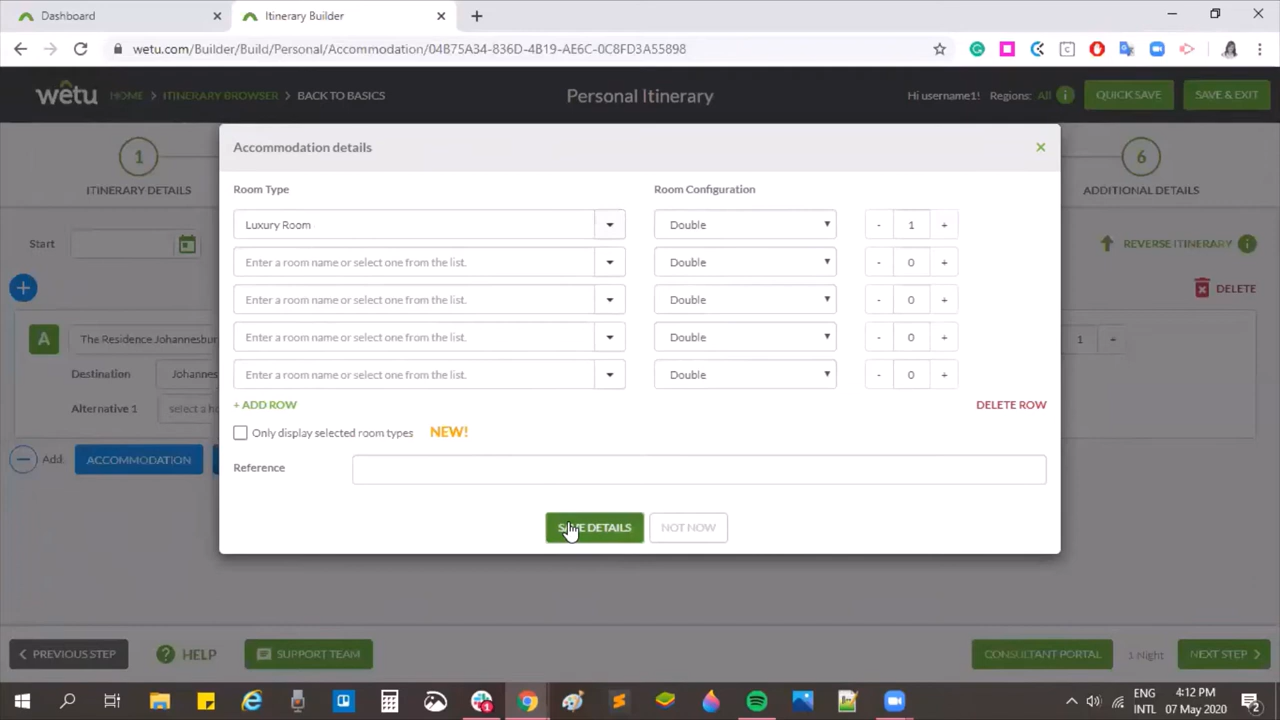 Dashboard
Itinerary Builder
wetu.com/Builder/Build/Personal/Accommodation/04B75A34-836D-4B19-AE6C-0C8FD3A55898
wetu HOME > ITINERARY BROWSER > BACK TO BASICS
Personal Itinerary
Hi username1! Regions: All i QUICK SAVE SAVE & EXIT
Accommodation details
1
6
ITINERARY DETAILS
ADDITIONAL DETAILS
Room Type
Room Configuration
Luxury Room Double - 1 +
Start
REVERSE ITINERARY i
Enter a room name or select one from the list. Double - 0 +
DELETE
Enter a room name or select one from the list. Double - 0 +
A The Residence Johannesbur
1 +
Enter a room name or select one from the list. Double - 0 +
Destination Johannes
Enter a room name or select one from the list. Double - 0 +
Alternative 1 select a ho
+ ADD ROW
DELETE ROW
Only display selected room types NEW!
Add: ACCOMMODATION
Reference
SAVE DETAILS
NOT NOW
PREVIOUS STEP
? HELP
SUPPORT TEAM
CONSULTANT PORTAL
1 Night
NEXT STEP
ENG
INTL
4:12 PM
07 May 2020
2